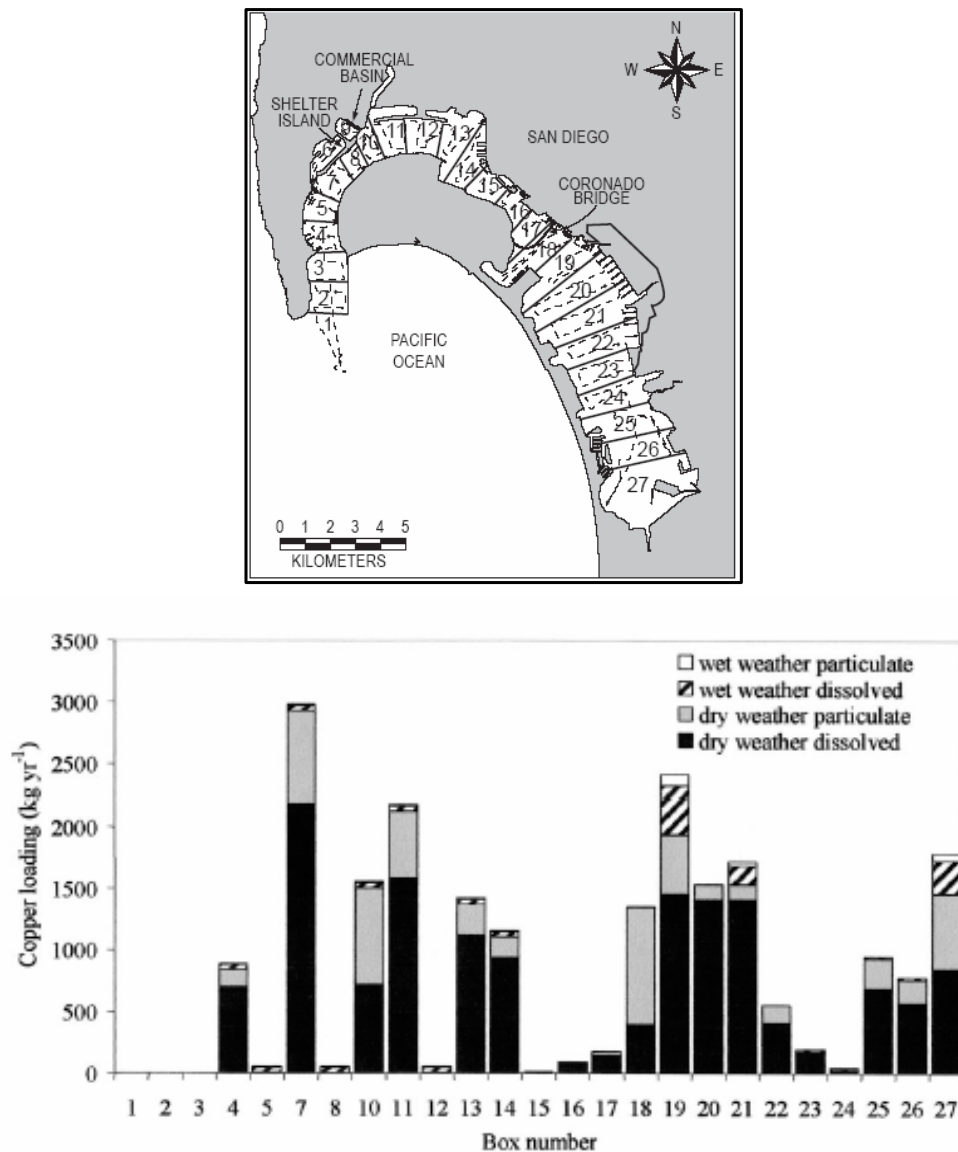 N
W E
S
COMMERCIAL
BASIN
SHELTER
ISLAND
SAN DIEGO
CORONADO
BRIDGE
PACIFIC
OCEAN
1
2
3
4
5
6
7
8
9
10
11
12
13
14
15
16
17
18
19
20
21
22
23
24
25
26
27
0 1 2 3 4 5
KILOMETERS
Copper loading (kg yr-1)
3500
3000
2500
2000
1500
1000
500
0
wet weather particulate
wet weather dissolved
dry weather particulate
dry weather dissolved
1 2 3 4 5 7 8 10 11 12 13 14 15 16 17 18 19 20 21 22 23 24 25 26 27
Box number